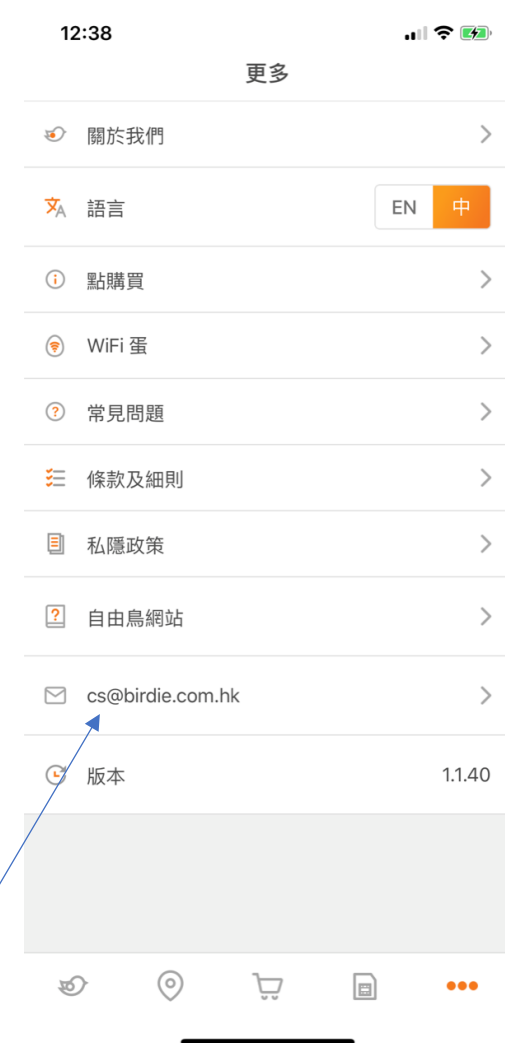 12:38
更多
關於我們
語言
EN 中
點購買
WiFi 蛋
常見問題
條款及細則
私隱政策
自由鳥網站
cs@birdie.com.hk
版本 1.1.40